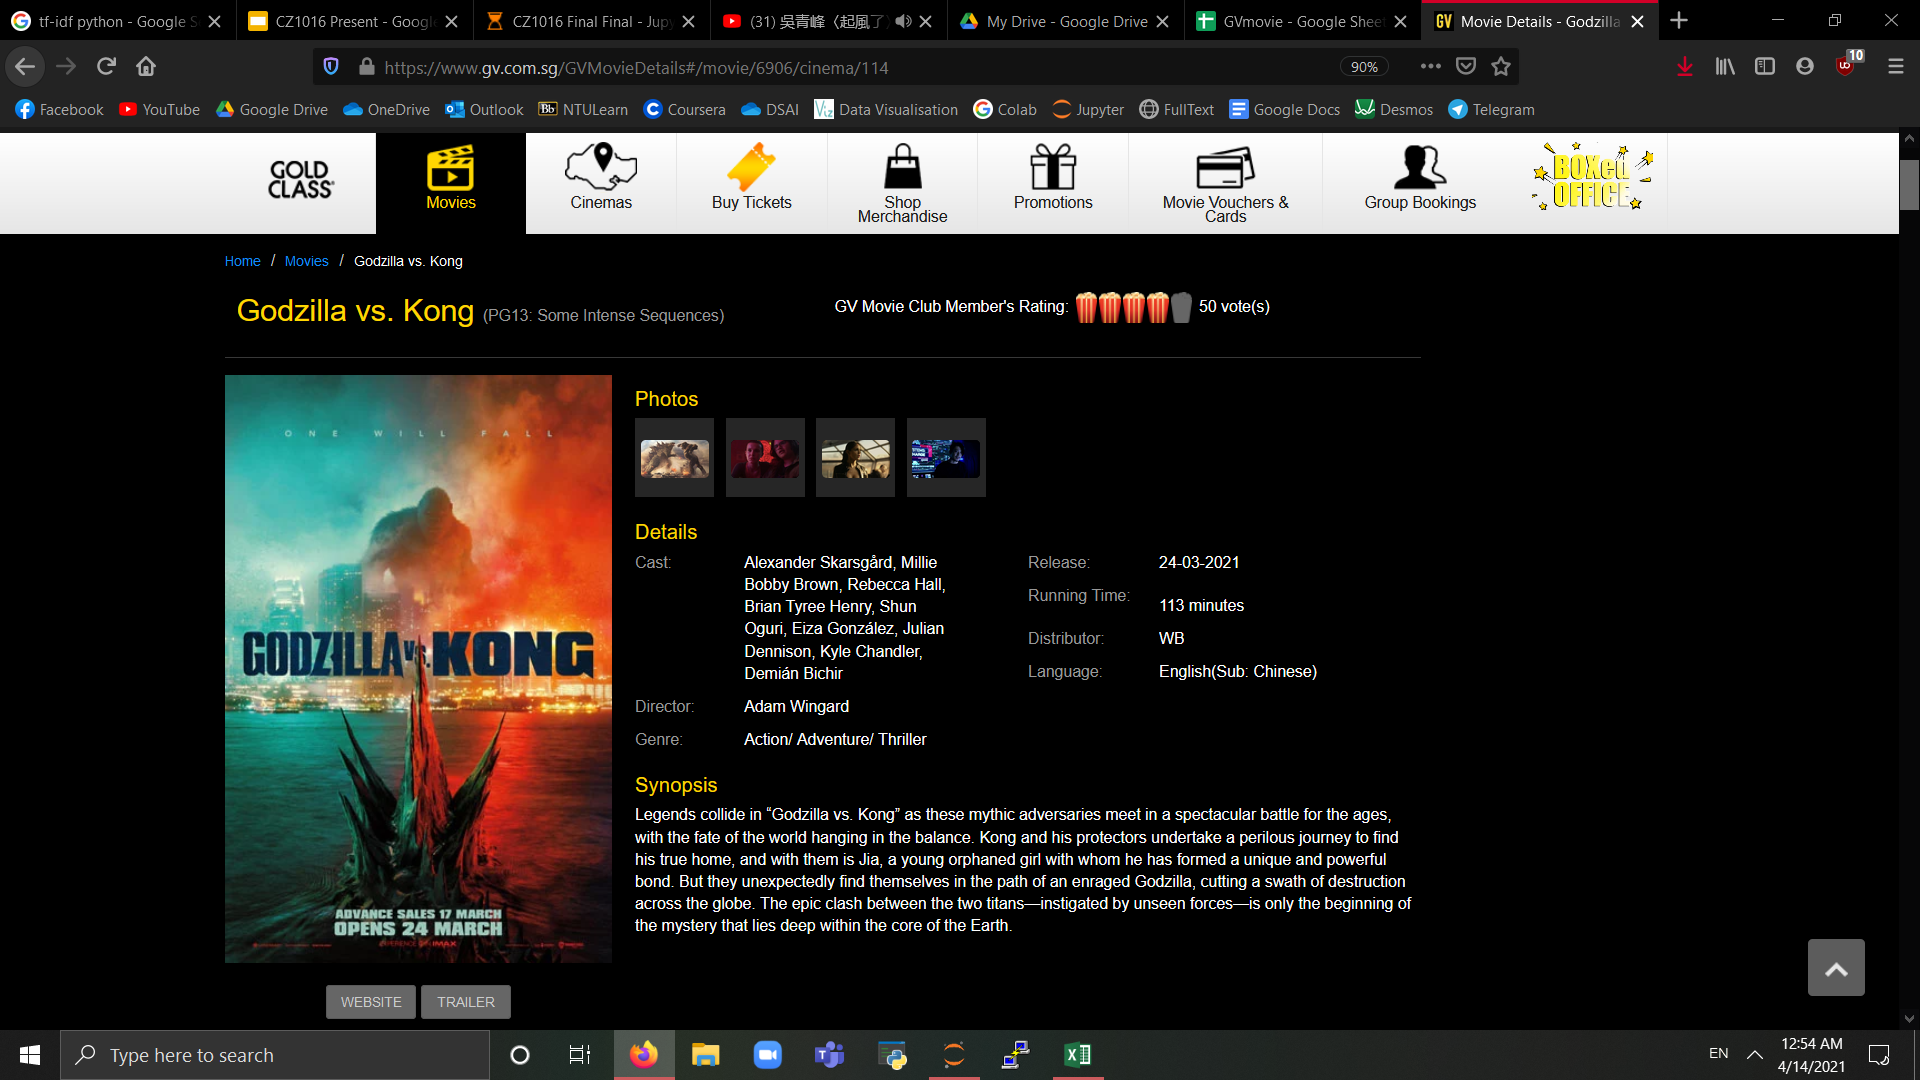 tf-idf python - Google S
CZ1016 Present - Googl
CZ1016 Final Final - Jupy
(31) 吳青峰〈起風了
My Drive - Google Drive
GVmovie - Google Sheet
GV Movie Details - Godzilla
https://www.gv.com.sg/GVMovieDetails#/movie/6906/cinema/114
90%
10
Facebook YouTube Google Drive OneDrive Outlook NTULearn Coursera DSAI Data Visualisation Colab Jupyter FullText Google Docs Desmos Telegram
GOLD
CLASS
Movies
Cinemas
Buy Tickets
Shop
Merchandise
Promotions
Movie Vouchers &
Cards
Group Bookings
BOXed
OFFICE
Home / Movies / Godzilla vs. Kong
Godzilla vs. Kong (PG13: Some Intense Sequences)
GV Movie Club Member's Rating: 50 vote(s)
ONE WILL FALL
GODZILLA vs. KONG
ADVANCE SALES 17 MARCH
OPENS 24 MARCH
WEBSITE TRAILER
Photos
Details
Cast: Alexander Skarsgård, Millie
Bobby Brown, Rebecca Hall,
Brian Tyree Henry, Shun
Oguri, Eiza González, Julian
Dennison, Kyle Chandler,
Demián Bichir
Director: Adam Wingard
Genre: Action/ Adventure/ Thriller
Release: 24-03-2021
Running Time: 113 minutes
Distributor: WB
Language: English(Sub: Chinese)
Synopsis
Legends collide in “Godzilla vs. Kong” as these mythic adversaries meet in a spectacular battle for the ages,
with the fate of the world hanging in the balance. Kong and his protectors undertake a perilous journey to find
his true home, and with them is Jia, a young orphaned girl with whom he has formed a unique and powerful
bond. But they unexpectedly find themselves in the path of an enraged Godzilla, cutting a swath of destruction
across the globe. The epic clash between the two titans—instigated by unseen forces—is only the beginning of
the mystery that lies deep within the core of the Earth.
Type here to search
EN
12:54 AM
4/14/2021